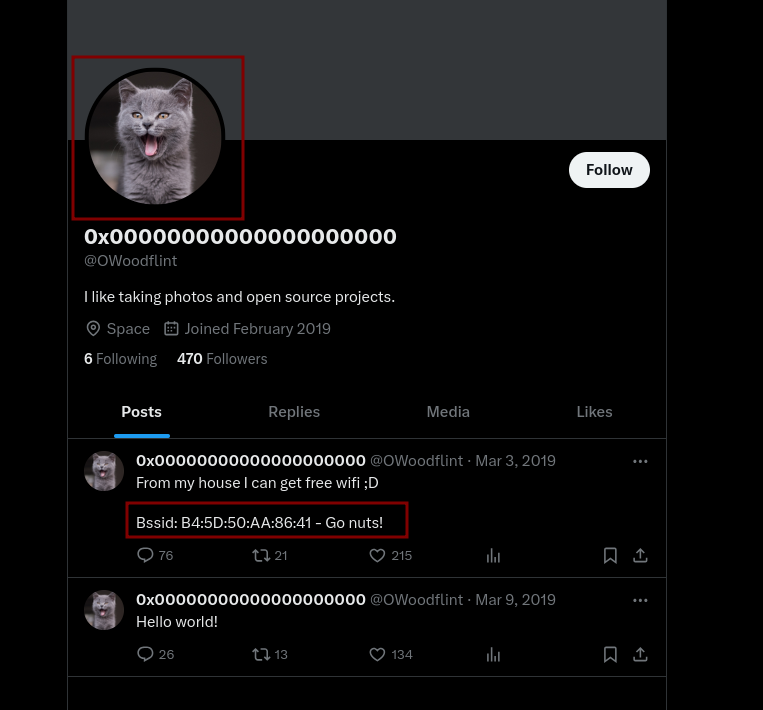 Follow
0x00000000000000000000
@OWoodflint
I like taking photos and open source projects.
Space Joined February 2019
6 Following 470 Followers
Posts Replies Media Likes
0x00000000000000000000 @OWoodflint · Mar 3, 2019
From my house I can get free wifi ;D
Bssid: B4:5D:50:AA:86:41 - Go nuts!
76 21 215
0x00000000000000000000 @OWoodflint · Mar 9, 2019
Hello world!
26 13 134